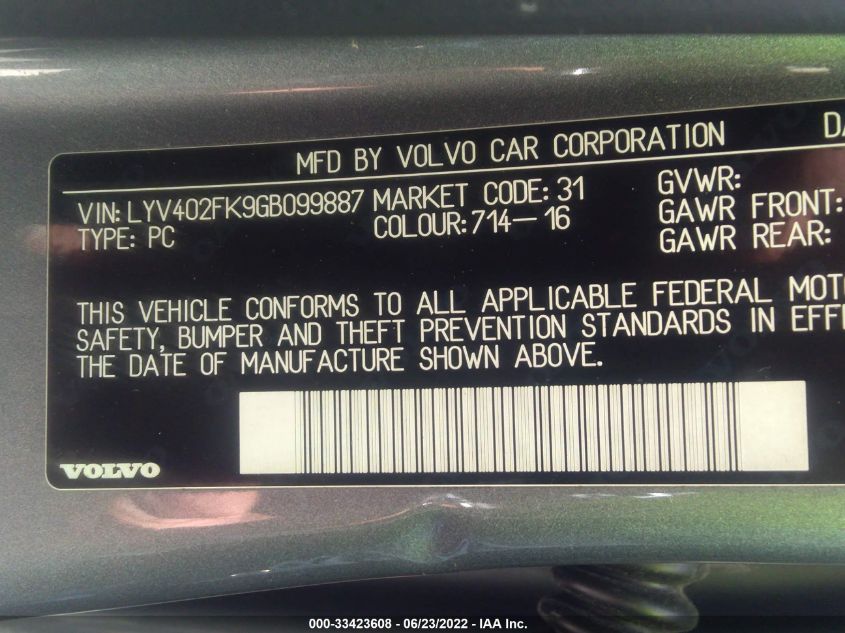 MFD BY VOLVO CAR CORPORATION
VIN: LYV402FK9GB099887 MARKET CODE: 31 GVWR:
TYPE: PC COLOUR: 714-16 GAWR FRONT:
GAWR REAR:
THIS VEHICLE CONFORMS TO ALL APPLICABLE FEDERAL
SAFETY, BUMPER AND THEFT PREVENTION STANDARDS IN
THE DATE OF MANUFACTURE SHOWN ABOVE.
VOLVO
000-33423608 - 06/23/2022 - IAA Inc.